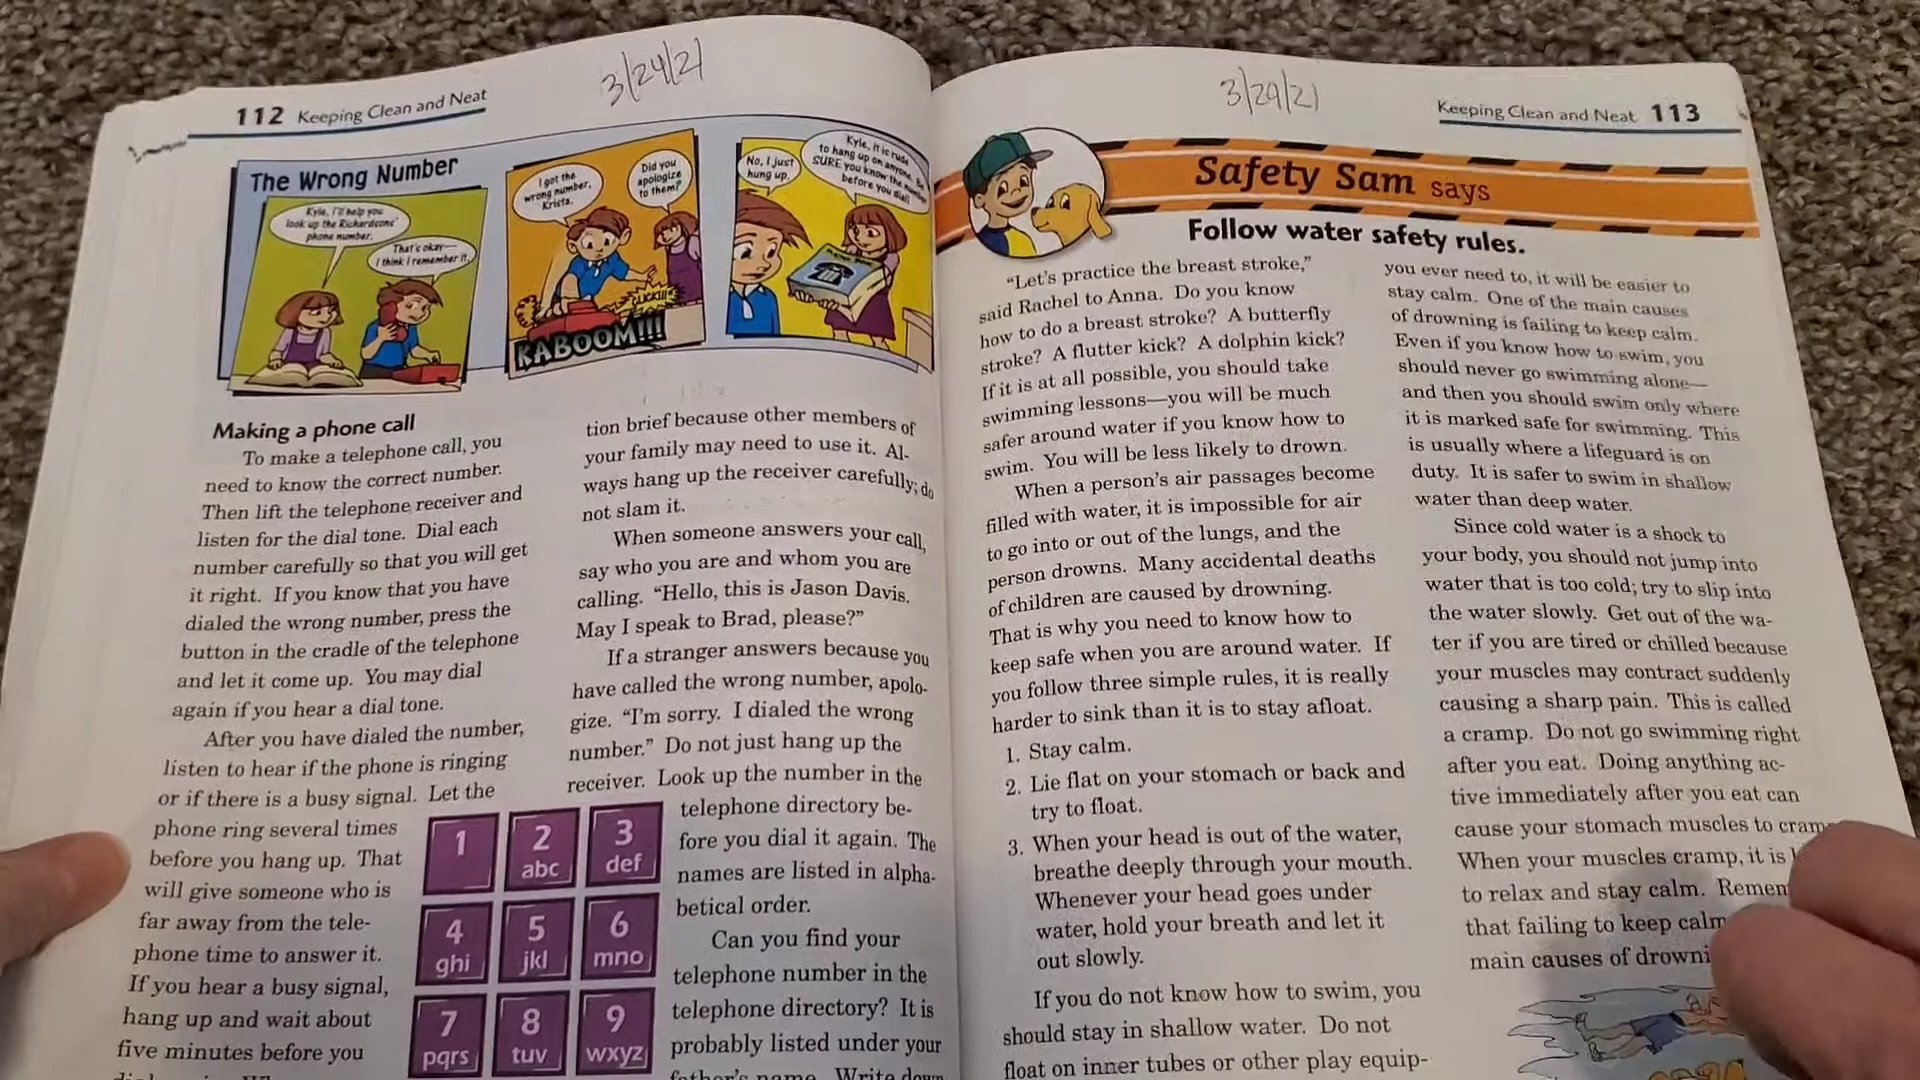 3/24/21
112 Keeping Clean and Neat
The Wrong Number
Kyle, I'll help you
look up the Richardsons'
phone number.
That's okay—
I think I remember it.
I got the
wrong number,
Krista.
Did you
apologize
to them?
CLICK!!!
KABOOM!!!
No, I just
hung up.
Kyle, it is rude
to hang up on anyone. Be
SURE you know the number
before you dial!
Making a phone call
To make a telephone call, you
need to know the correct number.
Then lift the telephone receiver and
listen for the dial tone. Dial each
number carefully so that you will get
it right. If you know that you have
dialed the wrong number, press the
button in the cradle of the telephone
and let it come up. You may dial
again if you hear a dial tone.
After you have dialed the number,
listen to hear if the phone is ringing
or if there is a busy signal. Let the
phone ring several times
before you hang up. That
will give someone who is
far away from the tele-
phone time to answer it.
If you hear a busy signal,
hang up and wait about
five minutes before you
1
2
abc
3
def
4
ghi
5
jkl
6
mno
7
pqrs
8
tuv
9
wxyz
tion brief because other members of
your family may need to use it. Al-
ways hang up the receiver carefully; do
not slam it.
When someone answers your call,
say who you are and whom you are
calling. “Hello, this is Jason Davis.
May I speak to Brad, please?”
If a stranger answers because you
have called the wrong number, apolo-
gize. “I'm sorry. I dialed the wrong
number.” Do not just hang up the
receiver. Look up the number in the
telephone directory be-
fore you dial it again. The
names are listed in alpha-
betical order.
Can you find your
telephone number in the
telephone directory? It is
probably listed under your
father's name. Write down
3/29/21
Keeping Clean and Neat 113
Safety Sam says
Follow water safety rules.
“Let's practice the breast stroke,”
said Rachel to Anna. Do you know
how to do a breast stroke? A butterfly
stroke? A flutter kick? A dolphin kick?
If it is at all possible, you should take
swimming lessons—you will be much
safer around water if you know how to
swim. You will be less likely to drown.
When a person's air passages become
filled with water, it is impossible for air
to go into or out of the lungs, and the
person drowns. Many accidental deaths
of children are caused by drowning.
That is why you need to know how to
keep safe when you are around water. If
you follow three simple rules, it is really
harder to sink than it is to stay afloat.
1. Stay calm.
2. Lie flat on your stomach or back and
try to float.
3. When your head is out of the water,
breathe deeply through your mouth.
Whenever your head goes under
water, hold your breath and let it
out slowly.
If you do not know how to swim, you
should stay in shallow water. Do not
float on inner tubes or other play equip-
you ever need to, it will be easier to
stay calm. One of the main causes
of drowning is failing to keep calm.
Even if you know how to swim, you
should never go swimming alone—
and then you should swim only where
it is marked safe for swimming. This
is usually where a lifeguard is on
duty. It is safer to swim in shallow
water than deep water.
Since cold water is a shock to
your body, you should not jump into
water that is too cold; try to slip into
the water slowly. Get out of the wa-
ter if you are tired or chilled because
your muscles may contract suddenly
causing a sharp pain. This is called
a cramp. Do not go swimming right
after you eat. Doing anything ac-
tive immediately after you eat can
cause your stomach muscles to cram
When your muscles cramp, it is
to relax and stay calm. Remem
that failing to keep calm
main causes of drowni